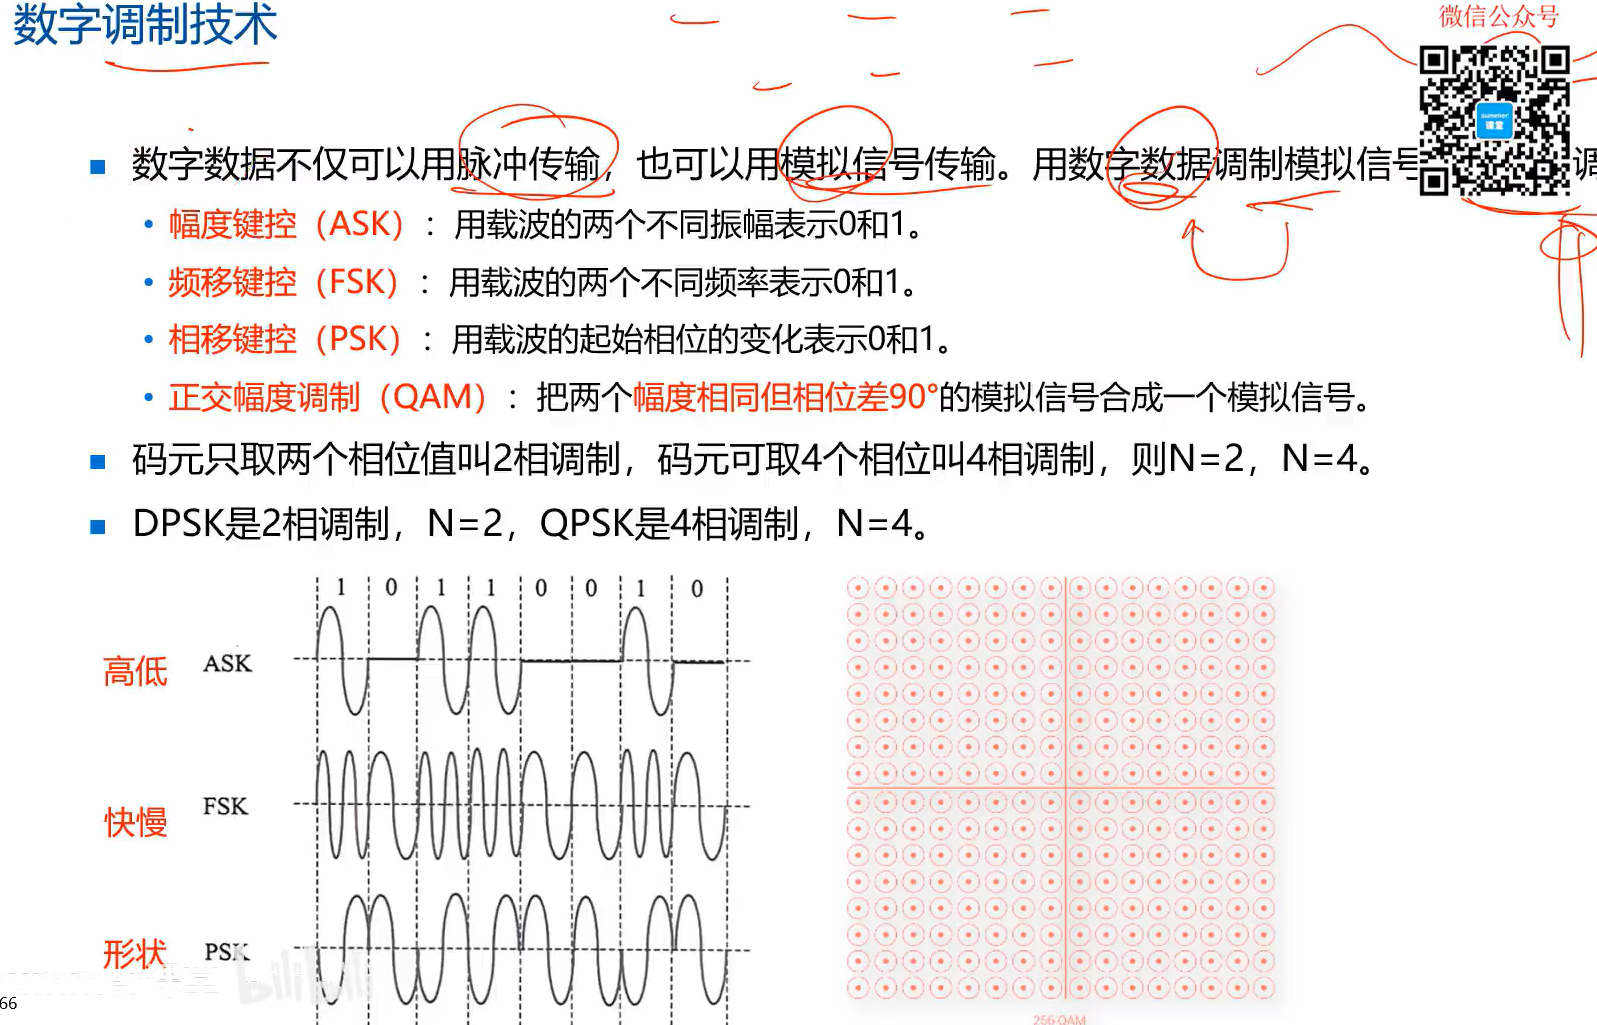 数字调制技术
微信公众号
summer
课堂
数字数据不仅可以用脉冲传输，也可以用模拟信号传输。用数字数据调制模拟信号 调
幅度键控（ASK）：用载波的两个不同振幅表示0和1。
频移键控（FSK）：用载波的两个不同频率表示0和1。
相移键控（PSK）：用载波的起始相位的变化表示0和1。
正交幅度调制（QAM）：把两个幅度相同但相位差90°的模拟信号合成一个模拟信号。
码元只取两个相位值叫2相调制，码元可取4个相位叫4相调制，则N=2，N=4。
DPSK是2相调制，N=2，QPSK是4相调制，N=4。
1 0 1 1 0 0 1 0
高低 ASK
快慢 FSK
形状 PSK
bilibili
66
256-QAM